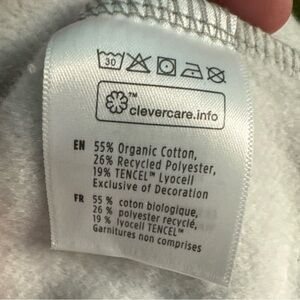 30
™
clevercare.info
EN 55% Organic Cotton,
26% Recycled Polyester,
19% TENCEL™ Lyocell
Exclusive of Decoration
FR 55 % coton biologique,
26 % polyester recyclé,
19 % lyocell TENCEL™
Garnitures non comprises